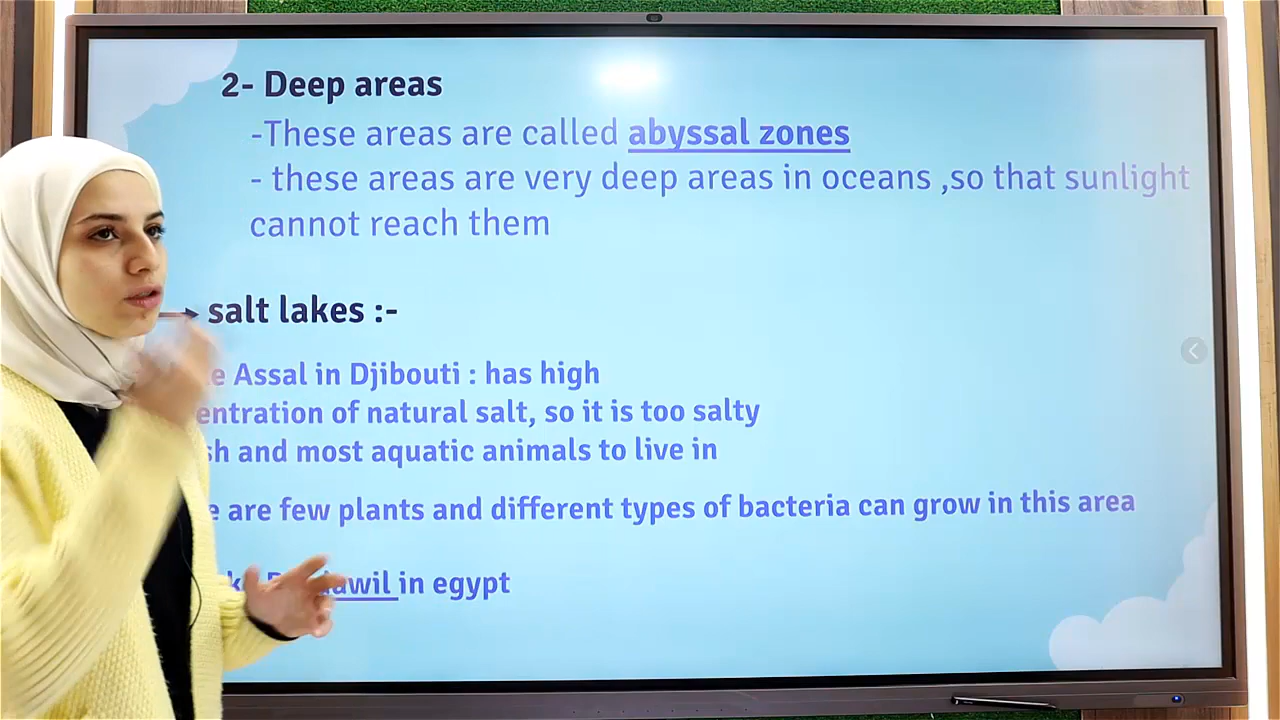 2- Deep areas
-These areas are called abyssal zones
- these areas are very deep areas in oceans ,so that sunlight
cannot reach them
salt lakes :-
Assal in Djibouti : has high
of natural salt, so it is too salty
and most aquatic animals to live in
are few plants and different types of bacteria can grow in this area
in egypt